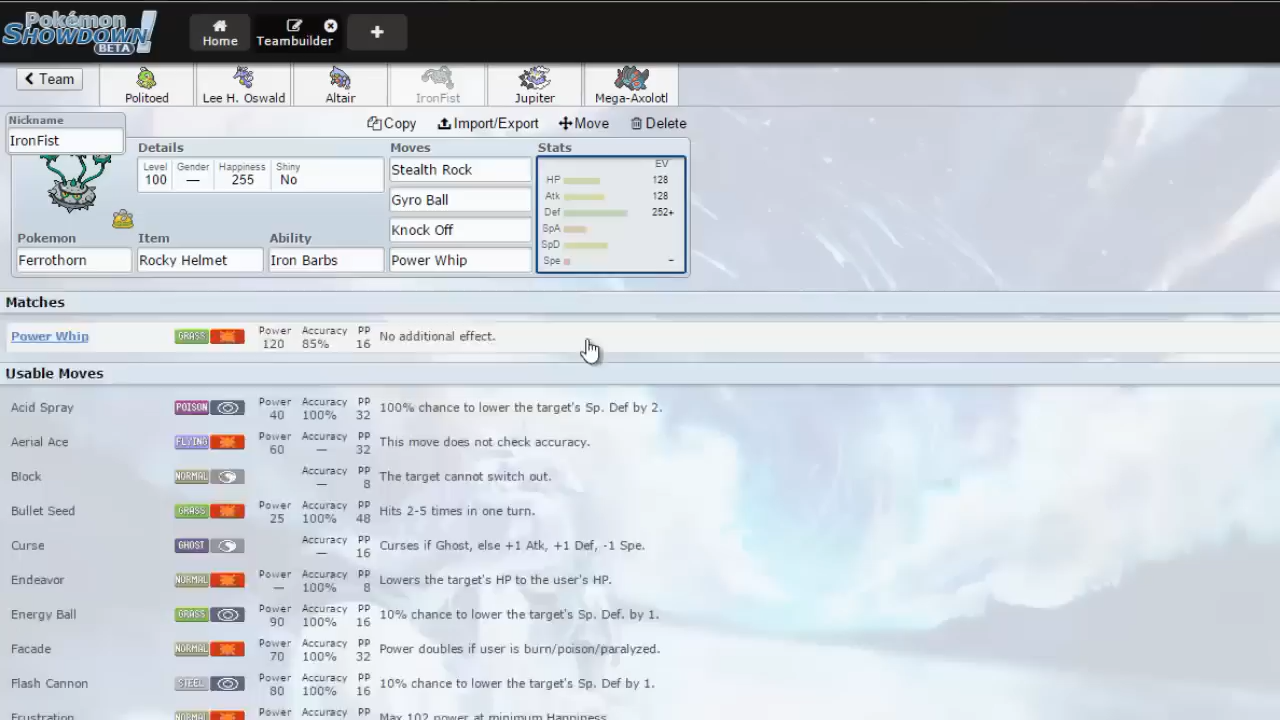 Pokémon
SHOWDOWN!
BETA
Home
Teambuilder
Team
Politoed
Lee H. Oswald
Altair
IronFist
Jupiter
Mega-Axolotl
Nickname
IronFist
Copy
Import/Export
Move
Delete
Details
Level Gender Happiness Shiny
100 — 255 No
Pokemon
Ferrothorn
Item
Rocky Helmet
Ability
Iron Barbs
Moves
Stealth Rock
Gyro Ball
Knock Off
Power Whip
Stats
EV
HP 128
Atk 128
Def 252+
SpA
SpD
Spe −
Matches
Power Whip GRASS Power 120 Accuracy 85% PP 16 No additional effect.
Usable Moves
Acid Spray POISON Power 40 Accuracy 100% PP 32 100% chance to lower the target's Sp. Def by 2.
Aerial Ace FLYING Power 60 Accuracy — PP 32 This move does not check accuracy.
Block NORMAL Accuracy — PP 8 The target cannot switch out.
Bullet Seed GRASS Power 25 Accuracy 100% PP 48 Hits 2-5 times in one turn.
Curse GHOST Accuracy — PP 16 Curses if Ghost, else +1 Atk, +1 Def, -1 Spe.
Endeavor NORMAL Power — Accuracy 100% PP 8 Lowers the target's HP to the user's HP.
Energy Ball GRASS Power 90 Accuracy 100% PP 16 10% chance to lower the target's Sp. Def. by 1.
Facade NORMAL Power 70 Accuracy 100% PP 32 Power doubles if user is burn/poison/paralyzed.
Flash Cannon STEEL Power 80 Accuracy 100% PP 16 10% chance to lower the target's Sp. Def by 1.
Frustration NORMAL Power Accuracy PP Max 102 power at minimum Happiness.